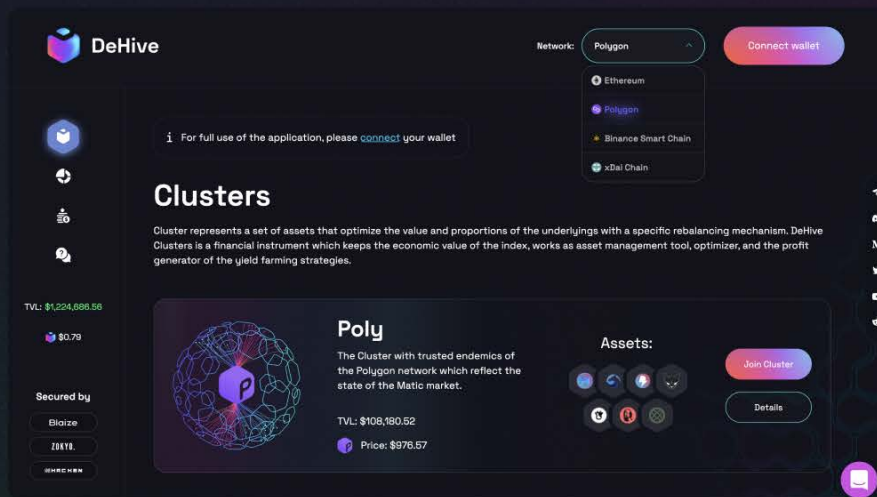 DeHive
Network:
Polygon
Connect wallet
Ethereum
Polygon
Binance Smart Chain
xDai Chain
i For full use of the application, please connect your wallet
Clusters
Cluster represents a set of assets that optimize the value and proportions of the underlyings with a specific rebalancing mechanism. DeHive
Clusters is a financial instrument which keeps the economic value of the index, works as asset management tool, optimizer, and the profit
generator of the yield farming strategies.
TVL: $1,224,686.56
$0.79
Secured by
Blaize
ZOKYO.
HACKEN
Poly
The Cluster with trusted endemics of
the Polygon network which reflect the
state of the Matic market.
TVL: $108,180.52
Price: $976.57
Assets:
Join Cluster
Details